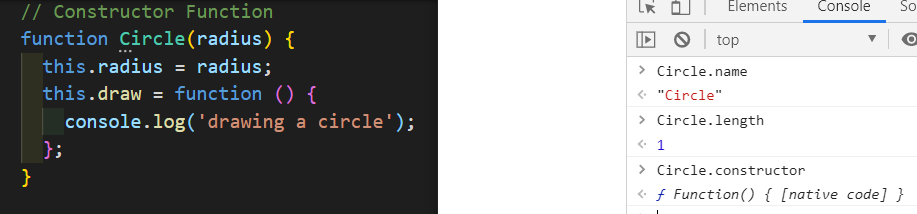 // Constructor Function
function Circle(radius) {
  this.radius = radius;
  this.draw = function () {
    console.log('drawing a circle');
  };
}
Elements Console So
top
> Circle.name
"Circle"
> Circle.length
1
> Circle.constructor
ƒ Function() { [native code] }